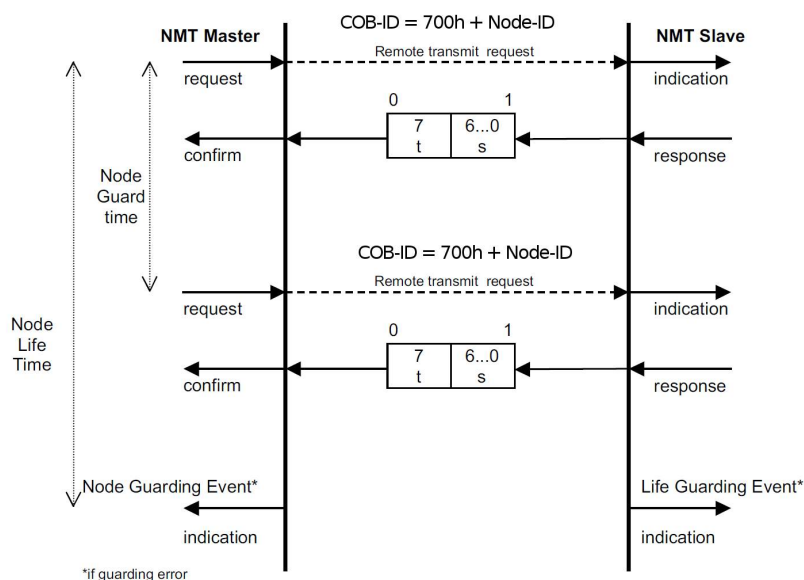 COB-ID = 700h + Node-ID
NMT Master
NMT Slave
Remote transmit request
request
indication
0 1
7 6...0
t s
confirm
response
Node
Guard
time
COB-ID = 700h + Node-ID
Remote transmit request
request
indication
Node
Life
Time
0 1
7 6...0
t s
confirm
response
Node Guarding Event*
Life Guarding Event*
indication
indication
*if guarding error